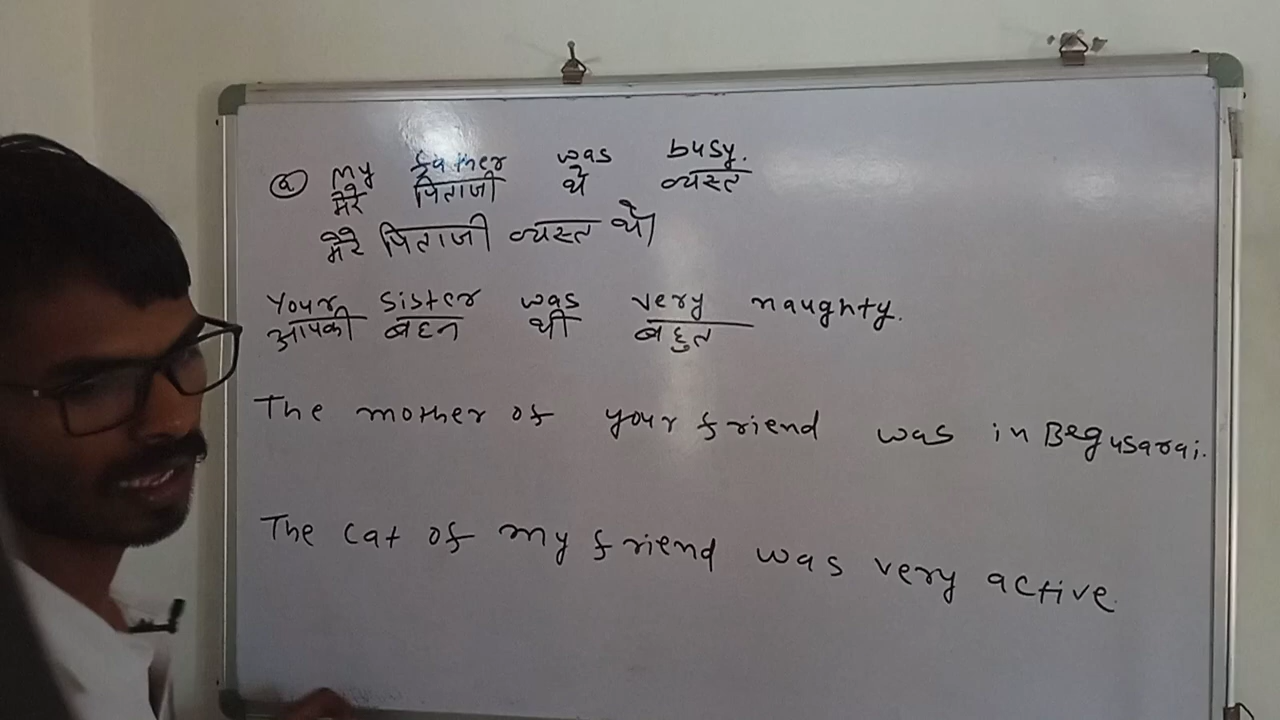 (a) My father was busy.
मेरे पिताजी थे व्यस्त
मेरे पिताजी व्यस्त थे।
Your sister was very naughty.
आपकी बहन थी बहुत
The mother of your friend was in Begusarai.
The cat of my friend was very active.